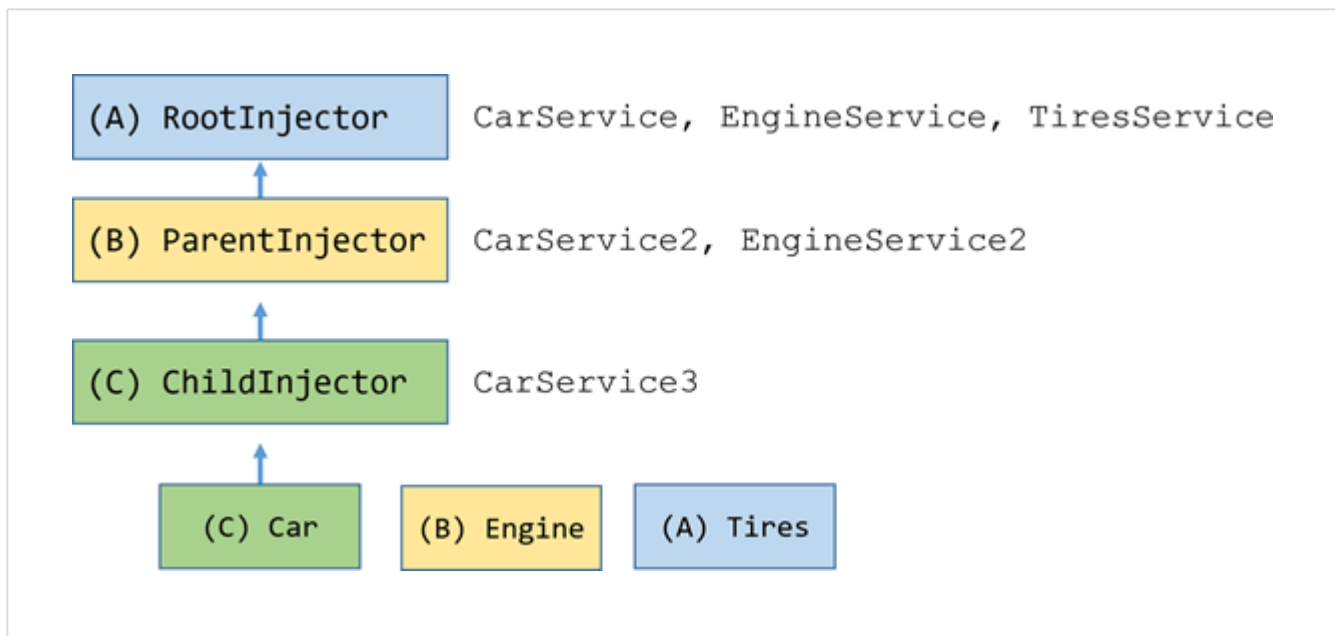 (A) RootInjector CarService, EngineService, TiresService
(B) ParentInjector CarService2, EngineService2
(C) ChildInjector CarService3
(C) Car (B) Engine (A) Tires